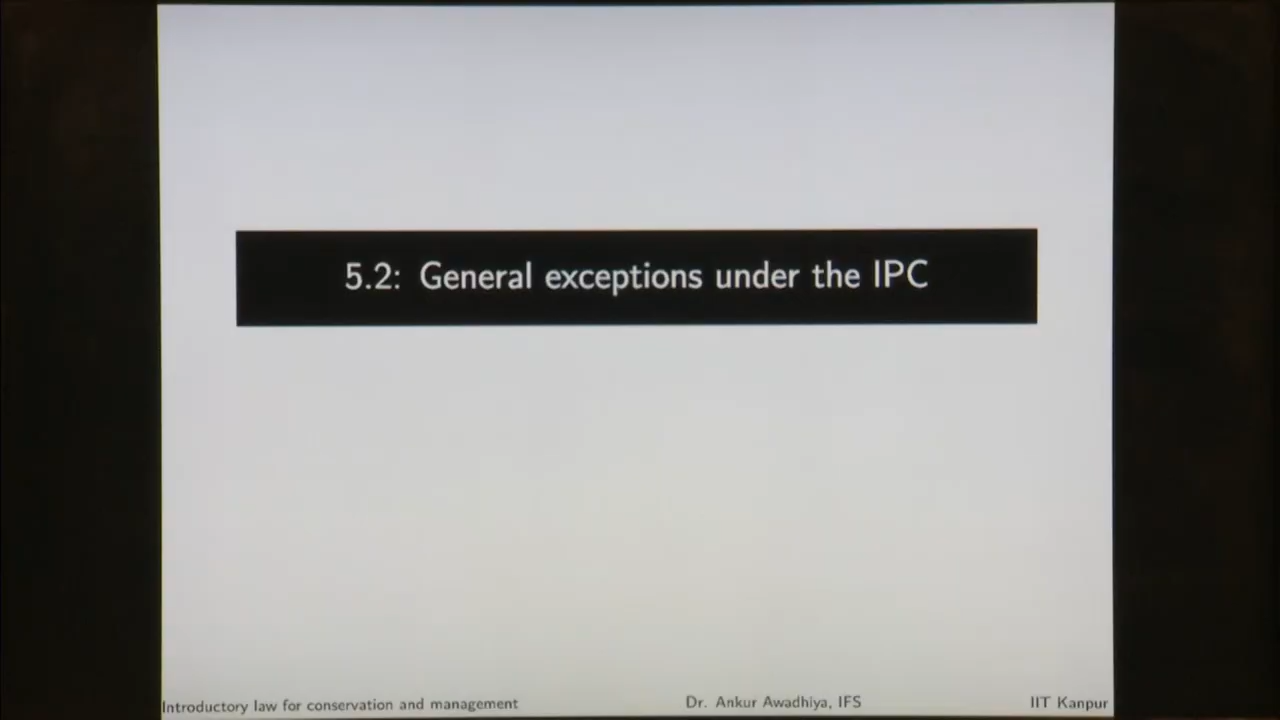 5.2: General exceptions under the IPC
Introductory law for conservation and management Dr. Ankur Awadhiya, IFS IIT Kanpur